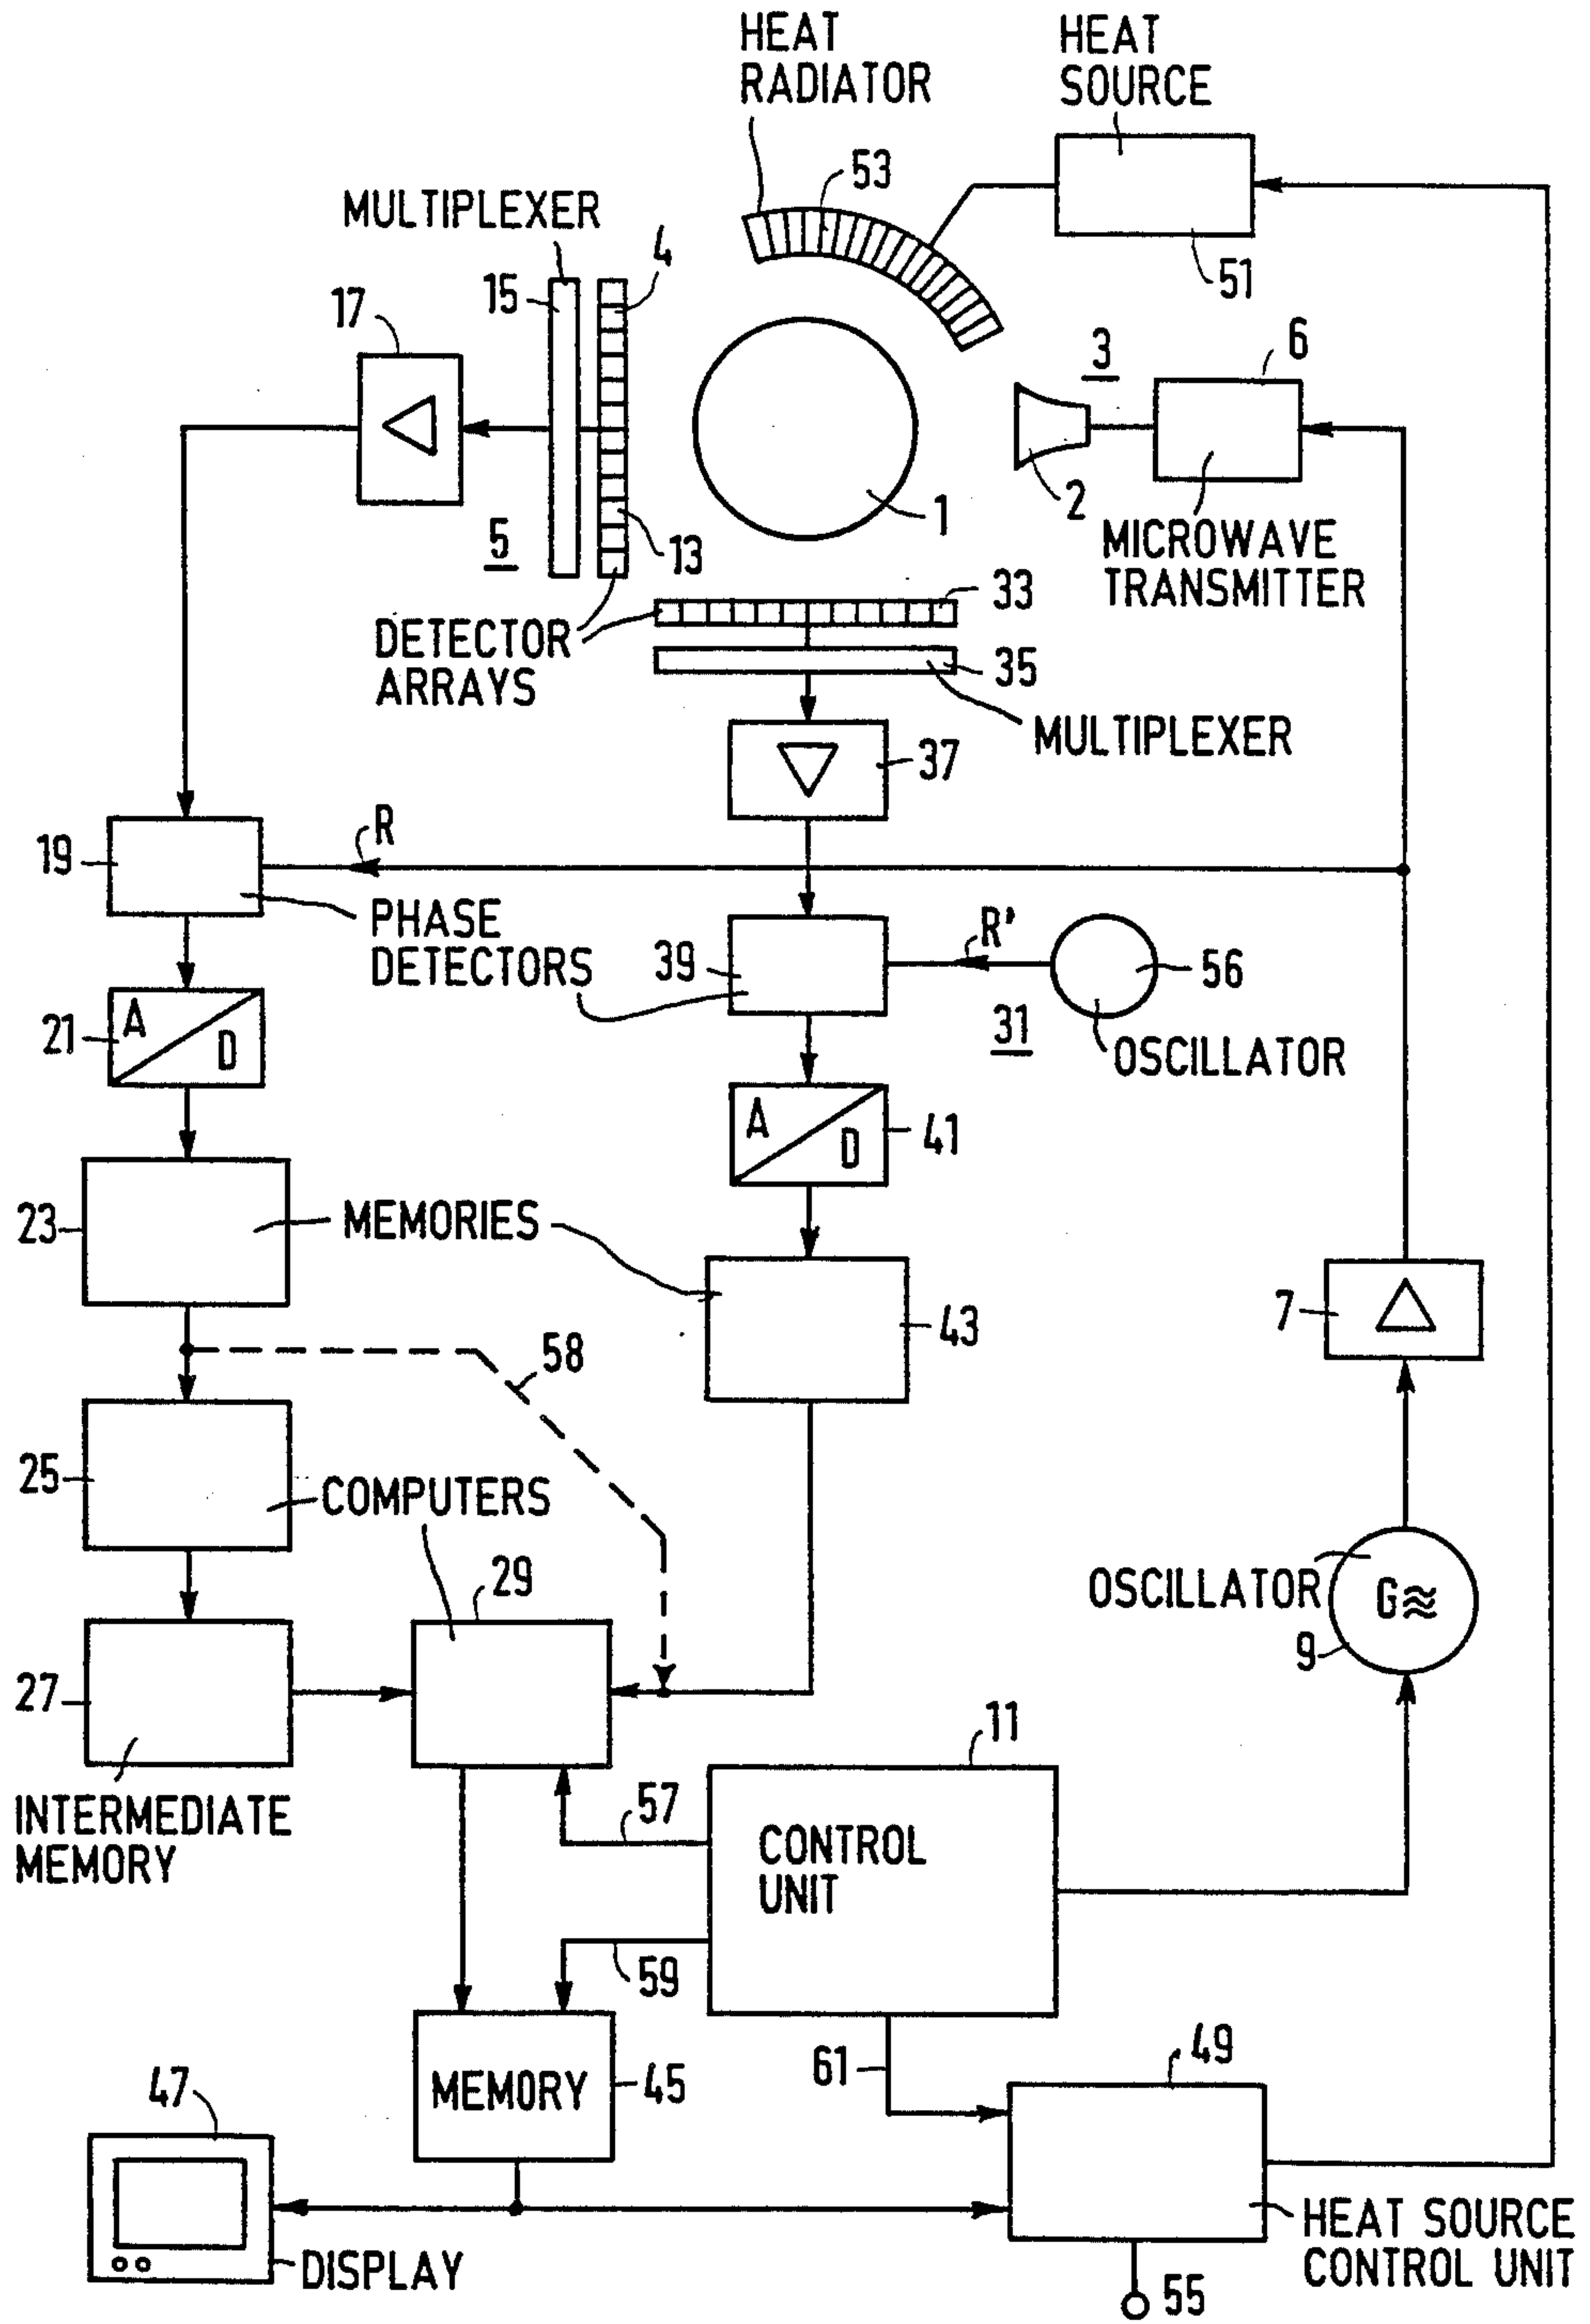 HEAT
RADIATOR
HEAT
SOURCE
53
MULTIPLEXER
4
51
15
17
3
6
2
1
MICROWAVE
TRANSMITTER
5
13
33
DETECTOR
ARRAYS
35
MULTIPLEXER
37
R
19
PHASE
DETECTORS
R'
39
56
31
OSCILLATOR
21
A
D
A
D
41
23
MEMORIES
43
7
58
25
COMPUTERS
29
OSCILLATOR
G≈
9
27
11
INTERMEDIATE
MEMORY
57
CONTROL
UNIT
59
61
49
47
MEMORY
45
HEAT SOURCE
CONTROL UNIT
DISPLAY
55